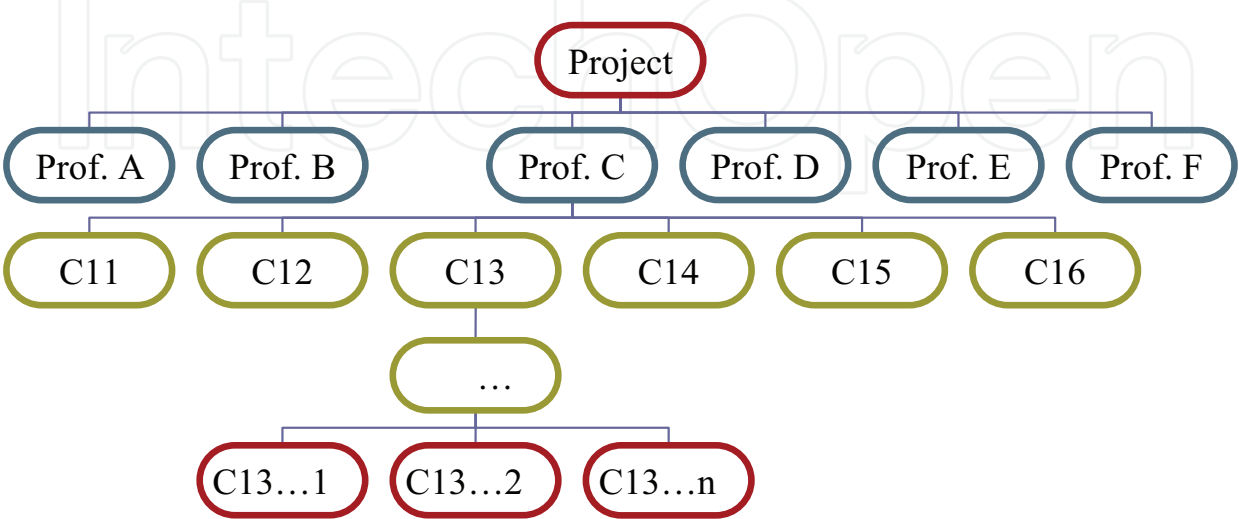 IntechOpen
Project
Prof. A Prof. B Prof. C Prof. D Prof. E Prof. F
C11 C12 C13 C14 C15 C16
…
C13…1 C13…2 C13…n